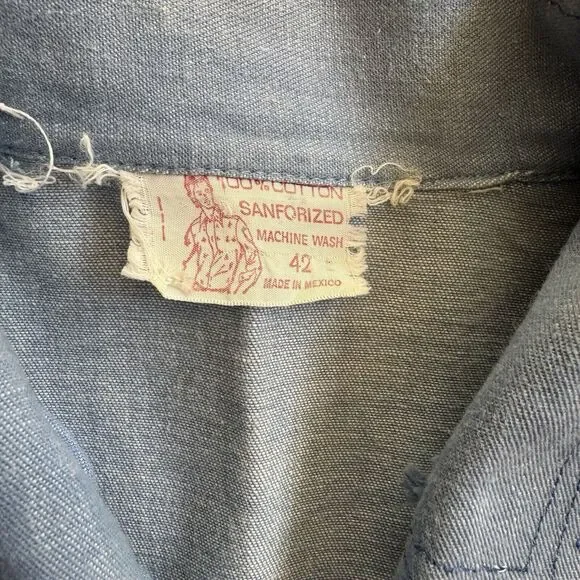 100% COTTON
SANFORIZED
MACHINE WASH
42
MADE IN MEXICO